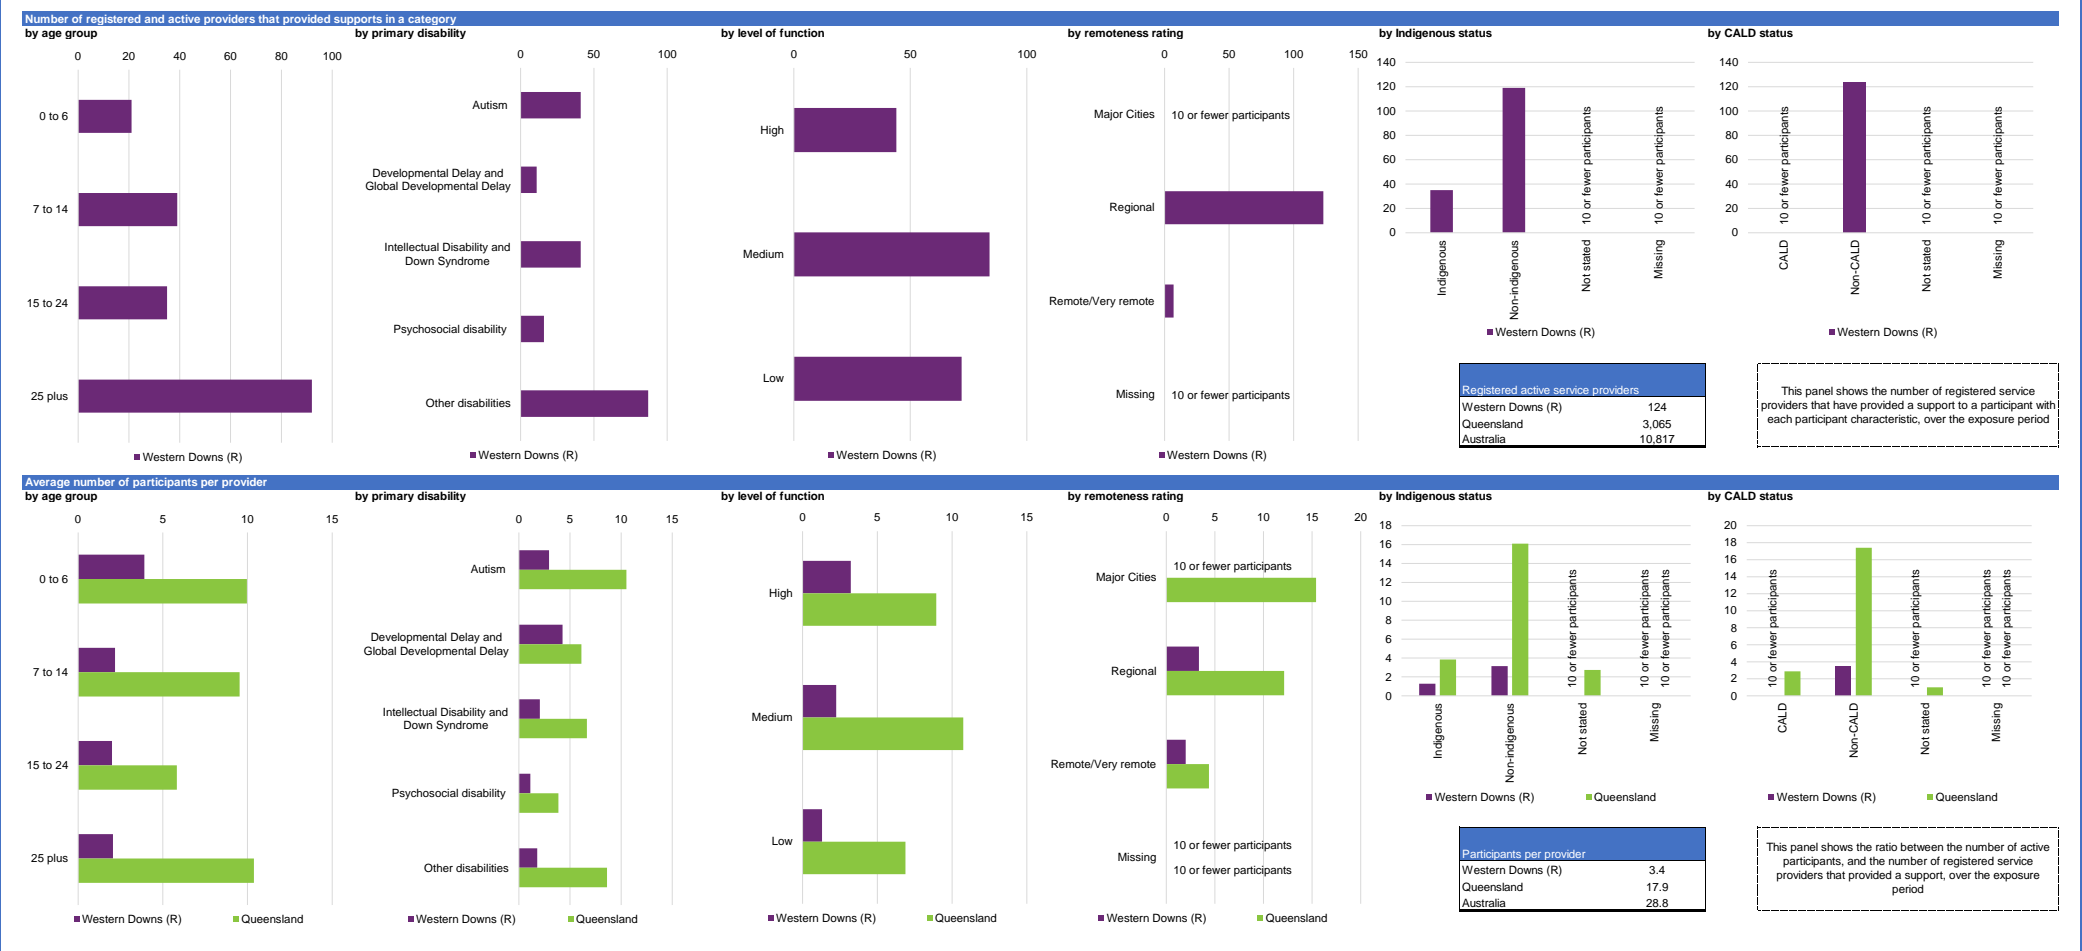 Number of registered and active providers that provided supports in a category
by age group
0 20 40 60 80 100
0 to 6
7 to 14
15 to 24
25 plus
Western Downs (R)
by primary disability
0 50 100
Autism
Developmental Delay and
Global Developmental Delay
Intellectual Disability and
Down Syndrome
Psychosocial disability
Other disabilities
Western Downs (R)
by level of function
0 50 100
High
Medium
Low
Western Downs (R)
by remoteness rating
0 50 100 150
Major Cities 10 or fewer participants
Regional
Remote/Very remote
Missing 10 or fewer participants
Western Downs (R)
by Indigenous status
140
120
100
80
60
40
20
0
10 or fewer participants
10 or fewer participants
Indigenous
Non-indigenous
Not stated
Missing
Western Downs (R)
by CALD status
140
120
100
80
60
40
20
0
10 or fewer participants
10 or fewer participants
10 or fewer participants
CALD
Non-CALD
Not stated
Missing
Western Downs (R)
Registered active service providers
Western Downs (R) 124
Queensland 3,065
Australia 10,817
This panel shows the number of registered service
providers that have provided a support to a participant with
each participant characteristic, over the exposure period
Average number of participants per provider
by age group
0 5 10 15
0 to 6
7 to 14
15 to 24
25 plus
Western Downs (R) Queensland
by primary disability
0 5 10 15
Autism
Developmental Delay and
Global Developmental Delay
Intellectual Disability and
Down Syndrome
Psychosocial disability
Other disabilities
Western Downs (R) Queensland
by level of function
0 5 10 15
High
Medium
Low
Western Downs (R) Queensland
by remoteness rating
0 5 10 15 20
10 or fewer participants
Major Cities
Regional
Remote/Very remote
10 or fewer participants
Missing
10 or fewer participants
Western Downs (R) Queensland
by Indigenous status
18
16
14
12
10
8
6
4
2
0
10 or fewer participants
10 or fewer participants
10 or fewer participants
Indigenous
Non-indigenous
Not stated
Missing
Western Downs (R) Queensland
by CALD status
20
18
16
14
12
10
8
6
4
2
0
10 or fewer participants
10 or fewer participants
10 or fewer participants
10 or fewer participants
CALD
Non-CALD
Not stated
Missing
Western Downs (R) Queensland
Participants per provider
Western Downs (R) 3.4
Queensland 17.9
Australia 28.8
This panel shows the ratio between the number of active
participants, and the number of registered service
providers that provided a support, over the exposure
period